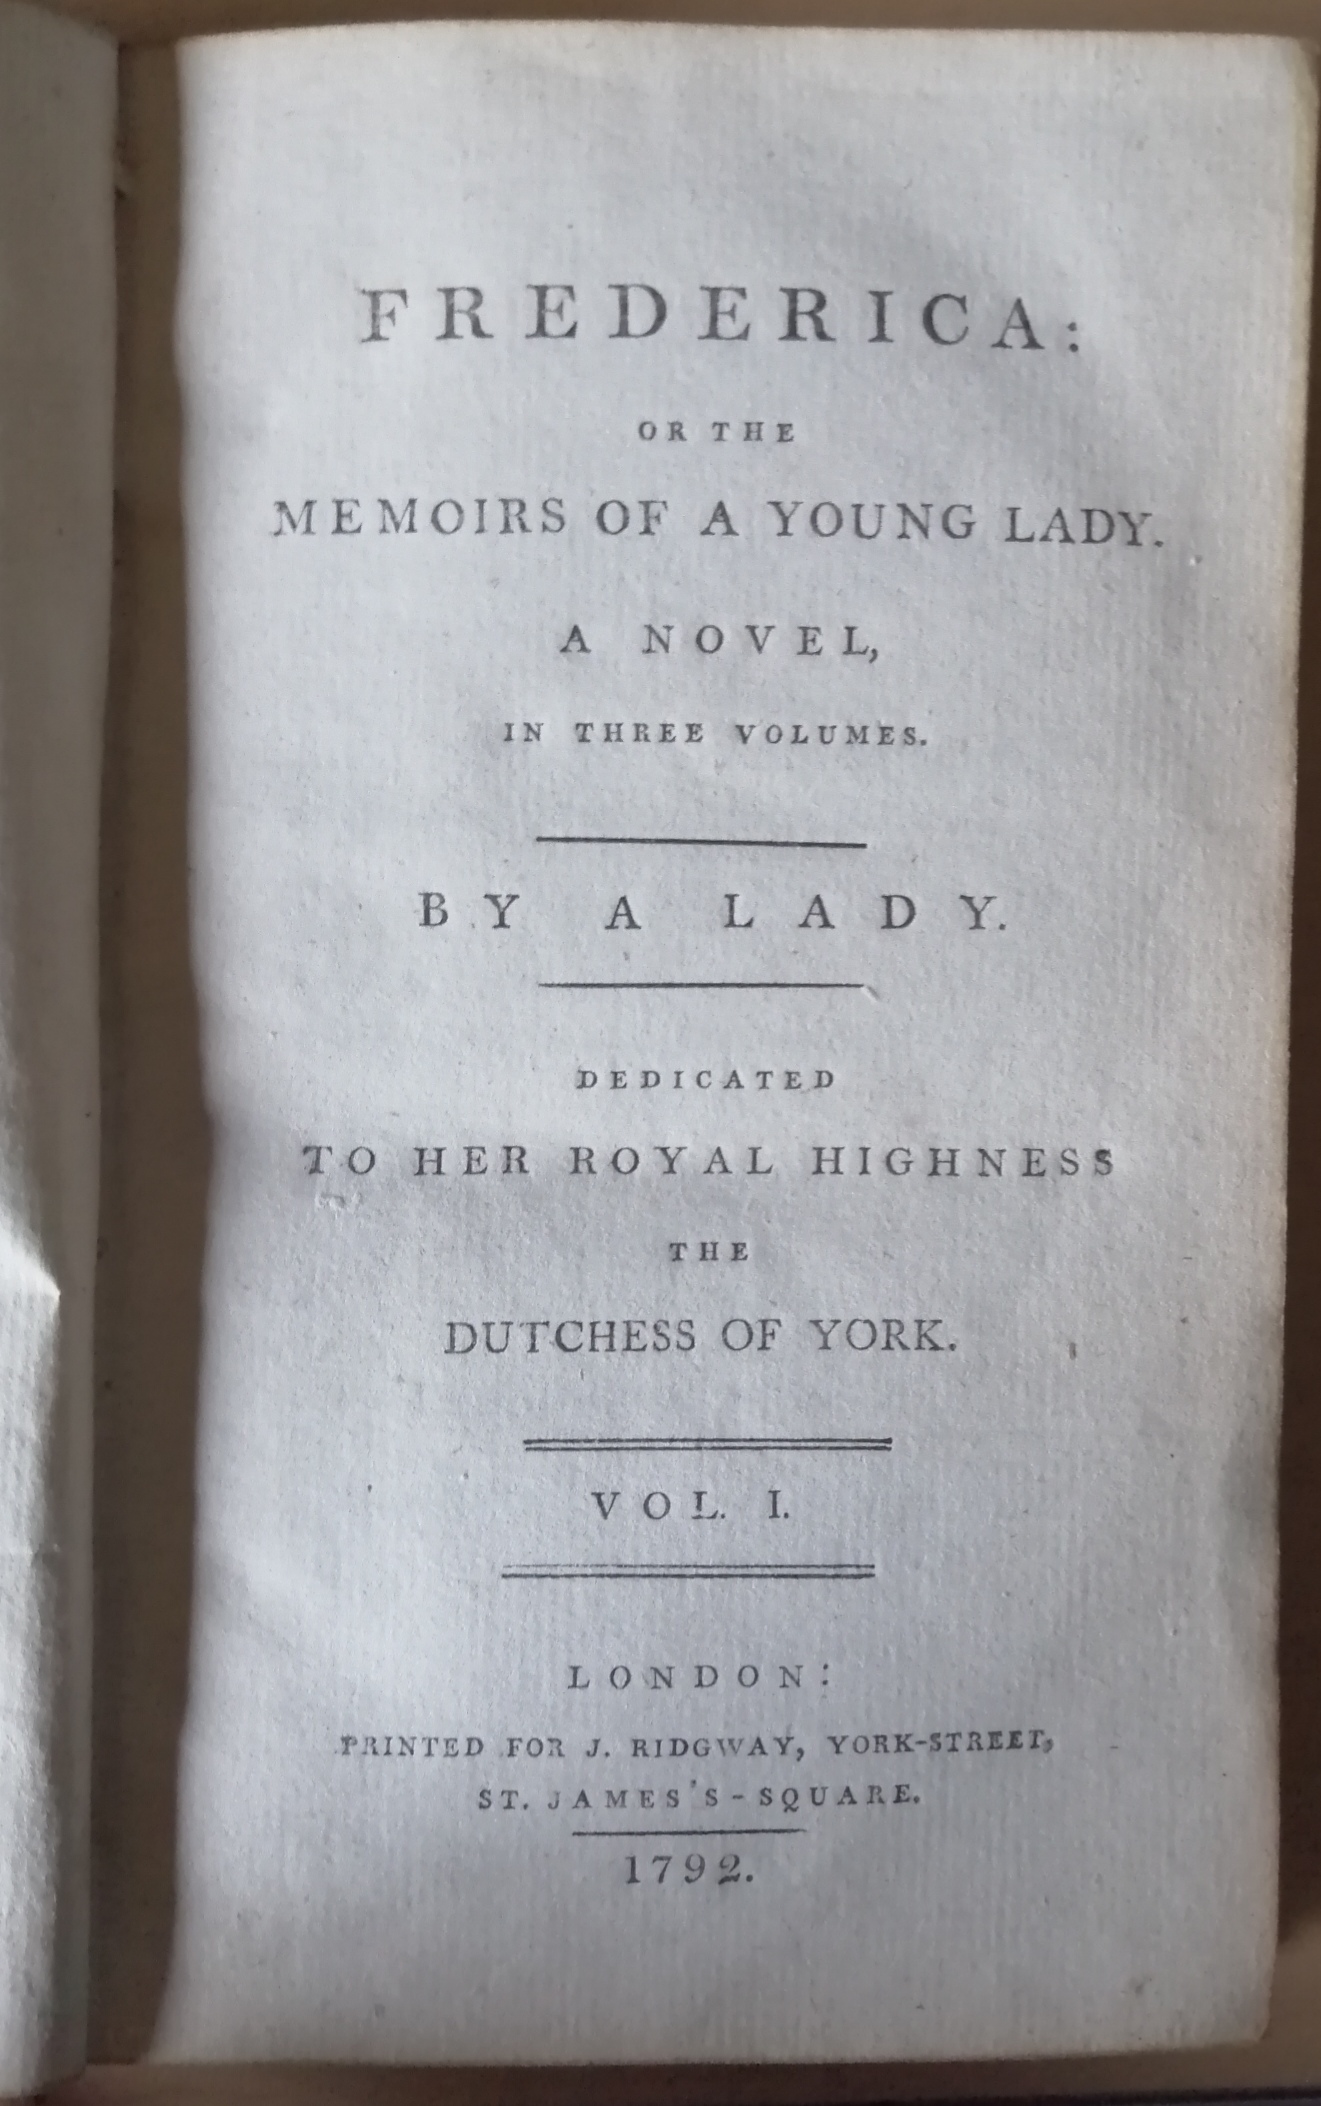 FREDERICA:
OR THE
MEMOIRS OF A YOUNG LADY.
A NOVEL,
IN THREE VOLUMES.
BY A LADY.
DEDICATED
TO HER ROYAL HIGHNESS
THE
DUTCHESS OF YORK.
VOL. I.
LONDON:
PRINTED FOR J. RIDGWAY, YORK-STREET,
ST. JAMES'S-SQUARE.
1792.